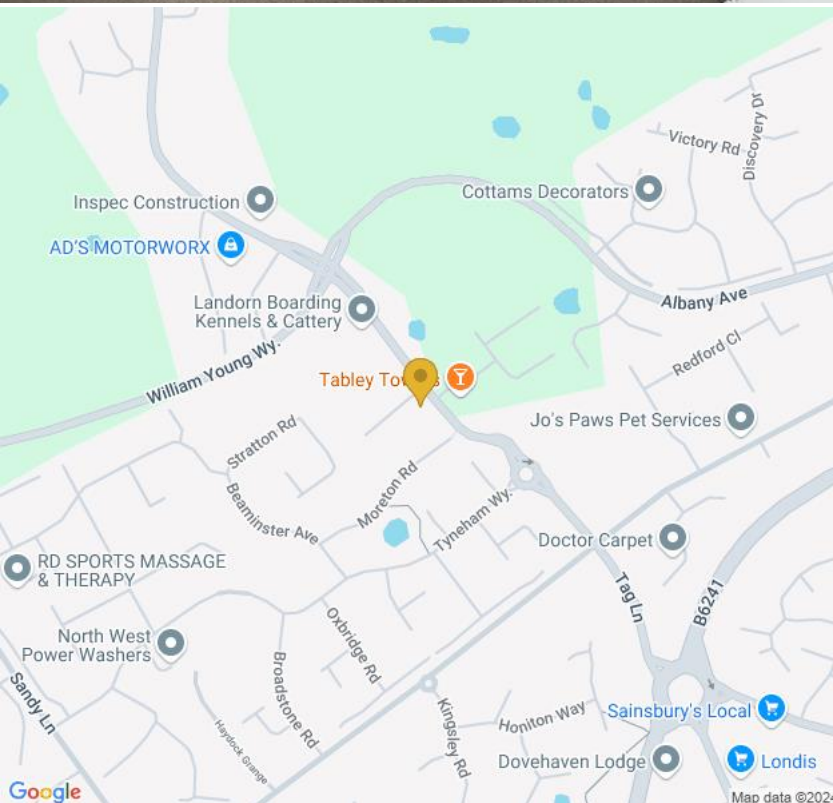 Victory Rd
Discovery Dr
Cottams Decorators
Inspec Construction
AD'S MOTORWORX
Landorn Boarding
Kennels & Cattery
Albany Ave
William Young Wy.
Redford Cl
Tabley To
s
Jo's Paws Pet Services
Stratton Rd
Moreton Rd
Beaminster Ave
Tyneham Wy.
Doctor Carpet
RD SPORTS MASSAGE
& THERAPY
Tag Ln
B6241
North West
Power Washers
Oxbridge Rd
Broadstone Rd
Sandy Ln
Haydock Grange
Kingsley Rd
Honiton Way
Sainsbury's Local
Dovehaven Lodge
Londis
Google
Map data ©2024